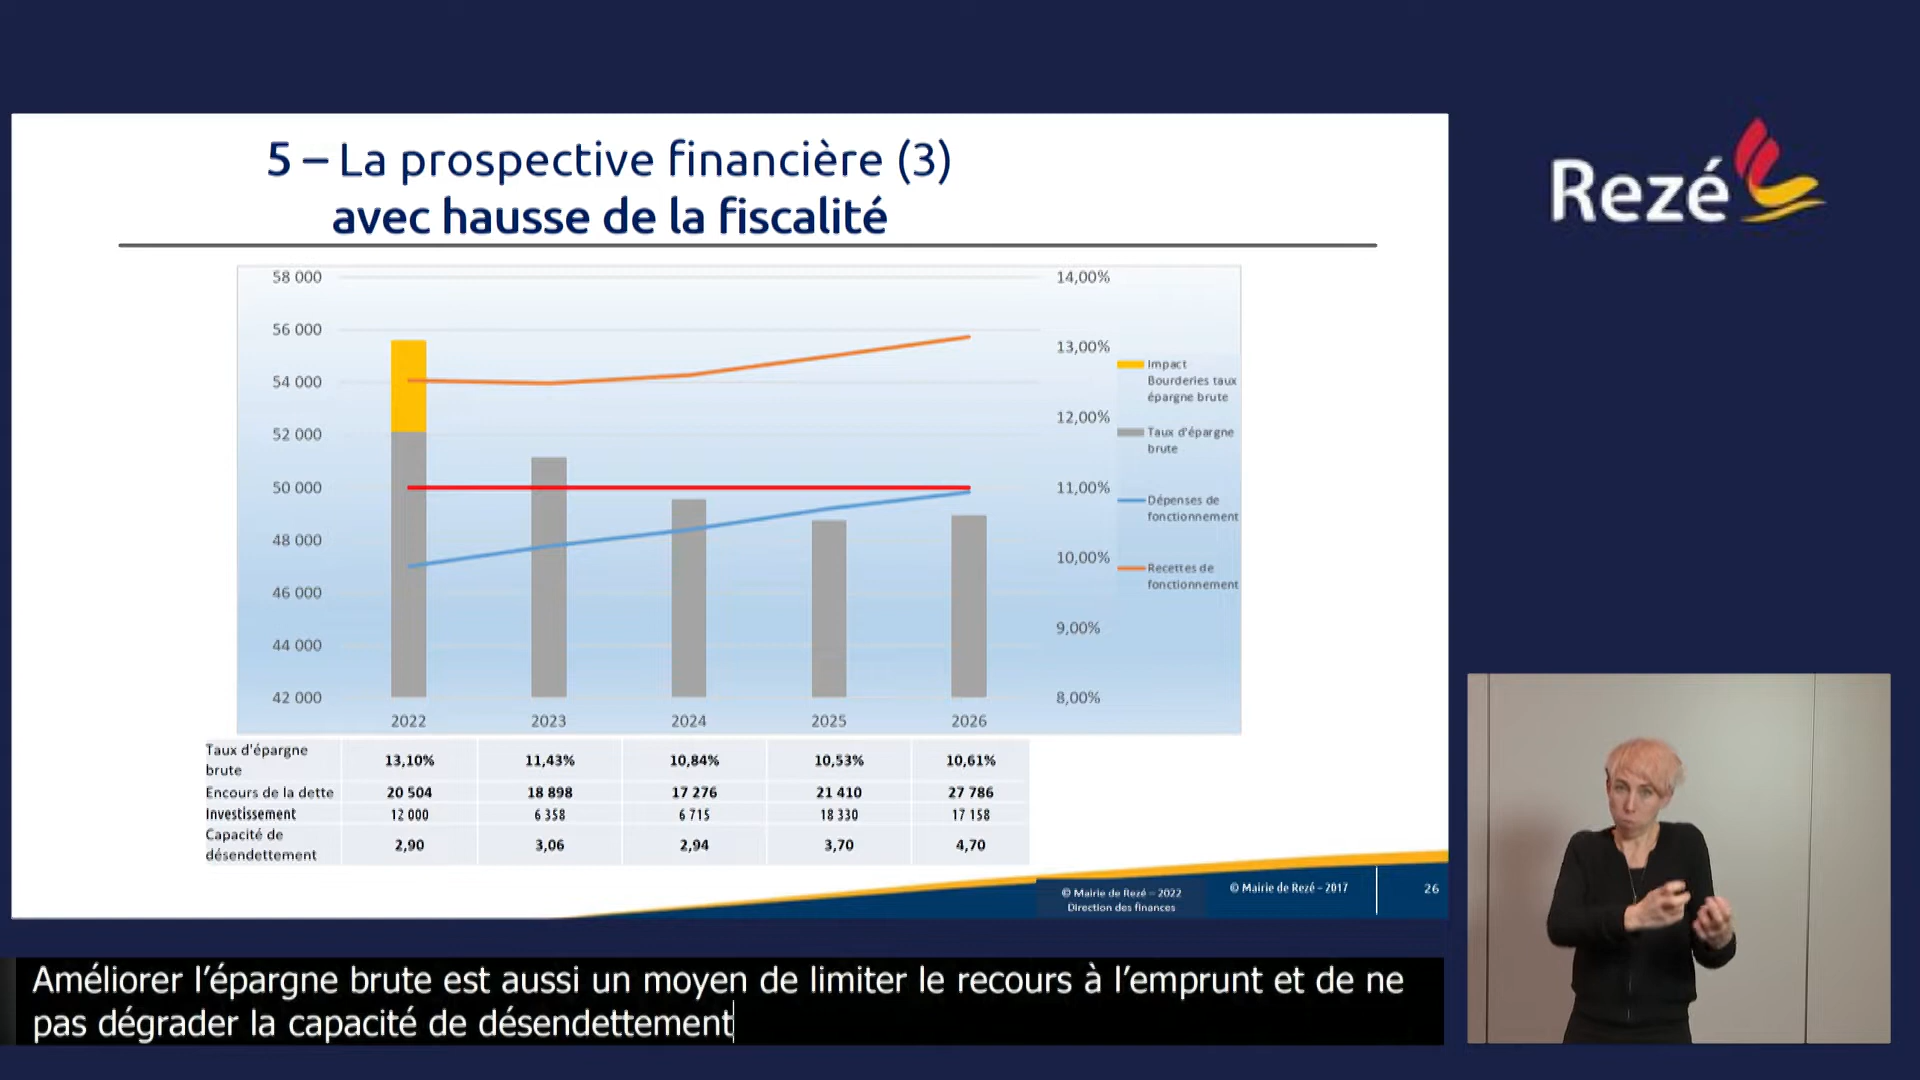 5 – La prospective financière (3)
avec hausse de la fiscalité
Rezé
58 000
56 000
54 000
52 000
50 000
48 000
46 000
44 000
42 000
14,00%
13,00%
12,00%
11,00%
10,00%
9,00%
8,00%
Impact
Bourderies taux
épargne brute
Taux d'épargne
brute
Dépenses de
fonctionnement
Recettes de
fonctionnement
2022 2023 2024 2025 2026
Taux d'épargne
brute 13,10% 11,43% 10,84% 10,53% 10,61%
Encours de la dette 20 504 18 898 17 276 21 410 27 786
Investissement 12 000 6 358 6 715 18 330 17 158
Capacité de
désendettement 2,90 3,06 2,94 3,70 4,70
© Mairie de Rezé – 2022
Direction des finances
© Mairie de Rezé – 2017
26
Améliorer l'épargne brute est aussi un moyen de limiter le recours à l'emprunt et de ne
pas dégrader la capacité de désendettement